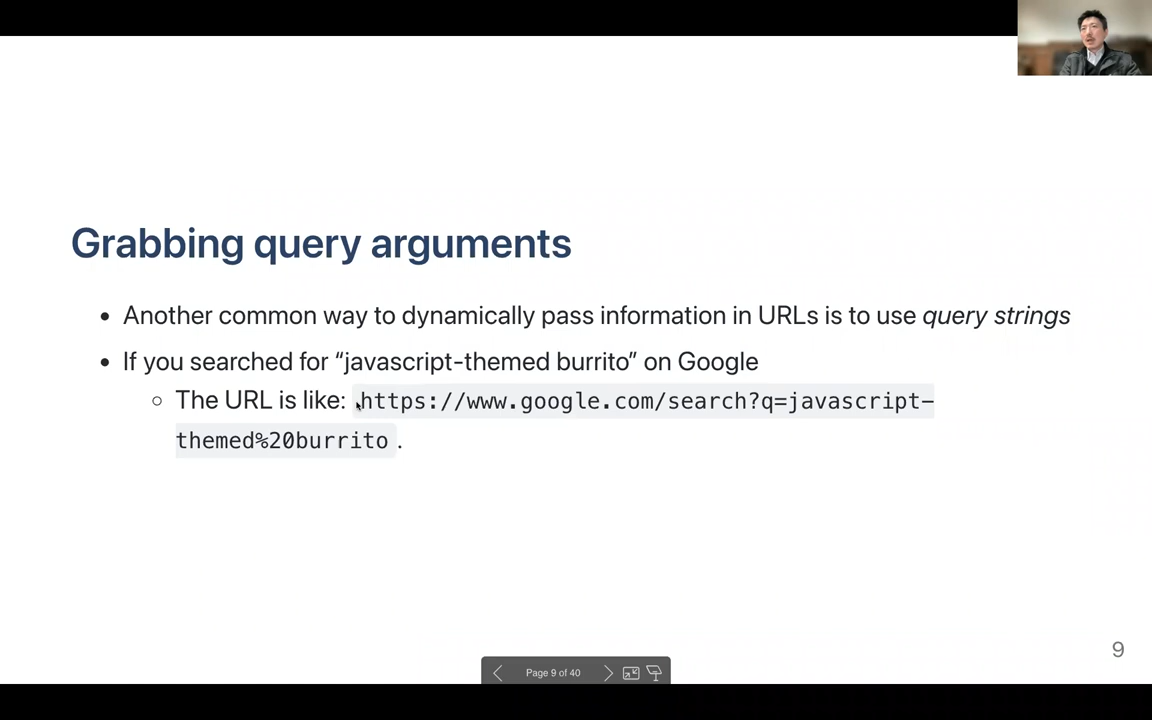 Grabbing query arguments
• Another common way to dynamically pass information in URLs is to use query strings
• If you searched for “javascript-themed burrito” on Google
○ The URL is like: https://www.google.com/search?q=javascript-
themed%20burrito .
9
Page 9 of 40